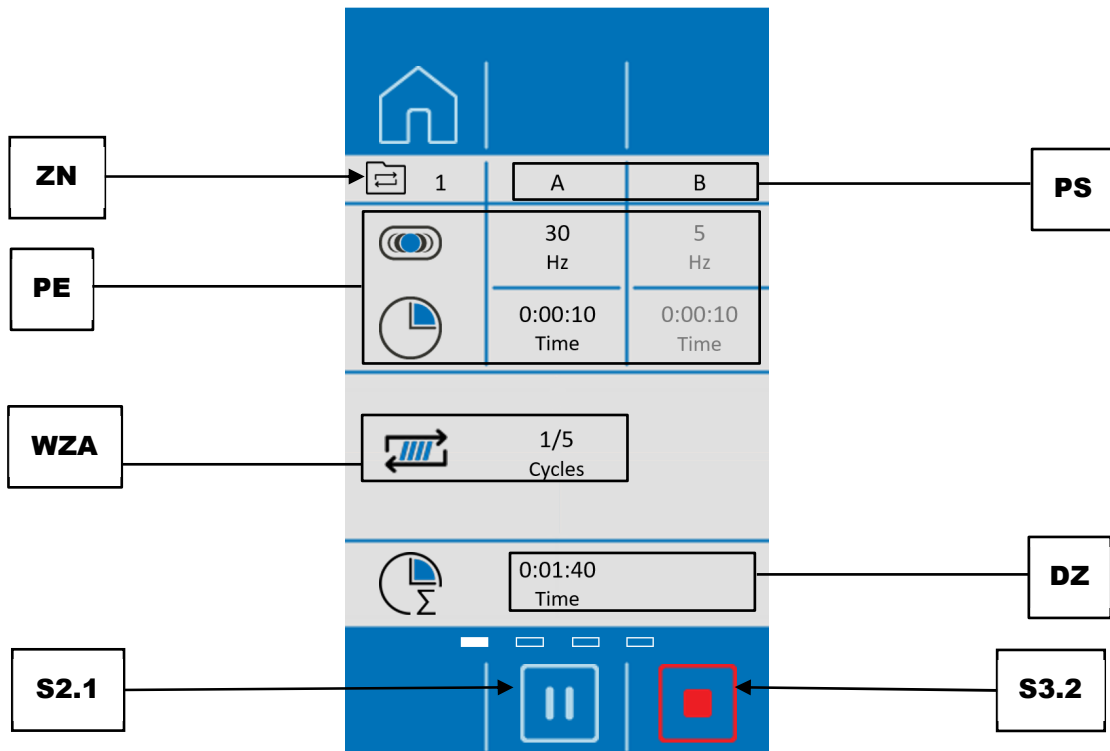 ZN
1
A
B
PS
PE
30
Hz
5
Hz
0:00:10
Time
0:00:10
Time
WZA
1/5
Cycles
0:01:40
Time
Σ
DZ
S2.1
S3.2